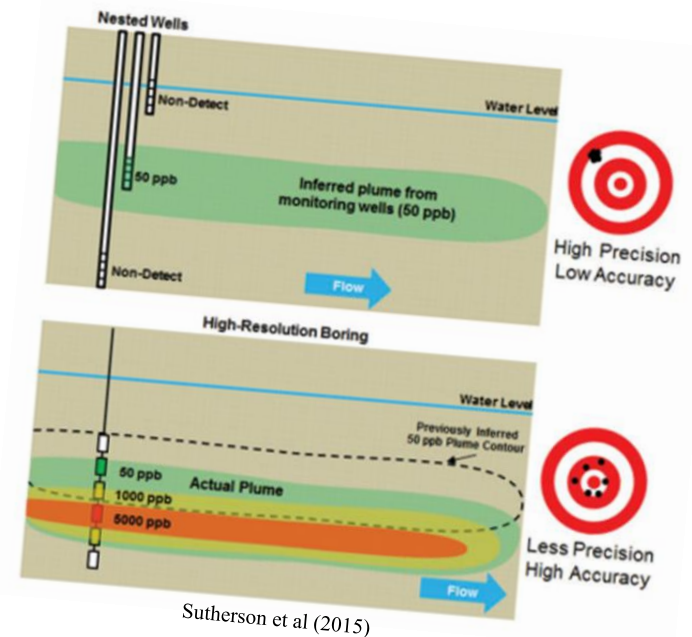 Nested Wells
Non-Detect
Water Level
50 ppb
Inferred plume from
monitoring wells (50 ppb)
Non-Detect
Flow
High Precision
Low Accuracy
High-Resolution Boring
Water Level
Previously Inferred
50 ppb Plume Contour
50 ppb
Actual Plume
1000 ppb
5000 ppb
Flow
Less Precision
High Accuracy
Sutherson et al (2015)